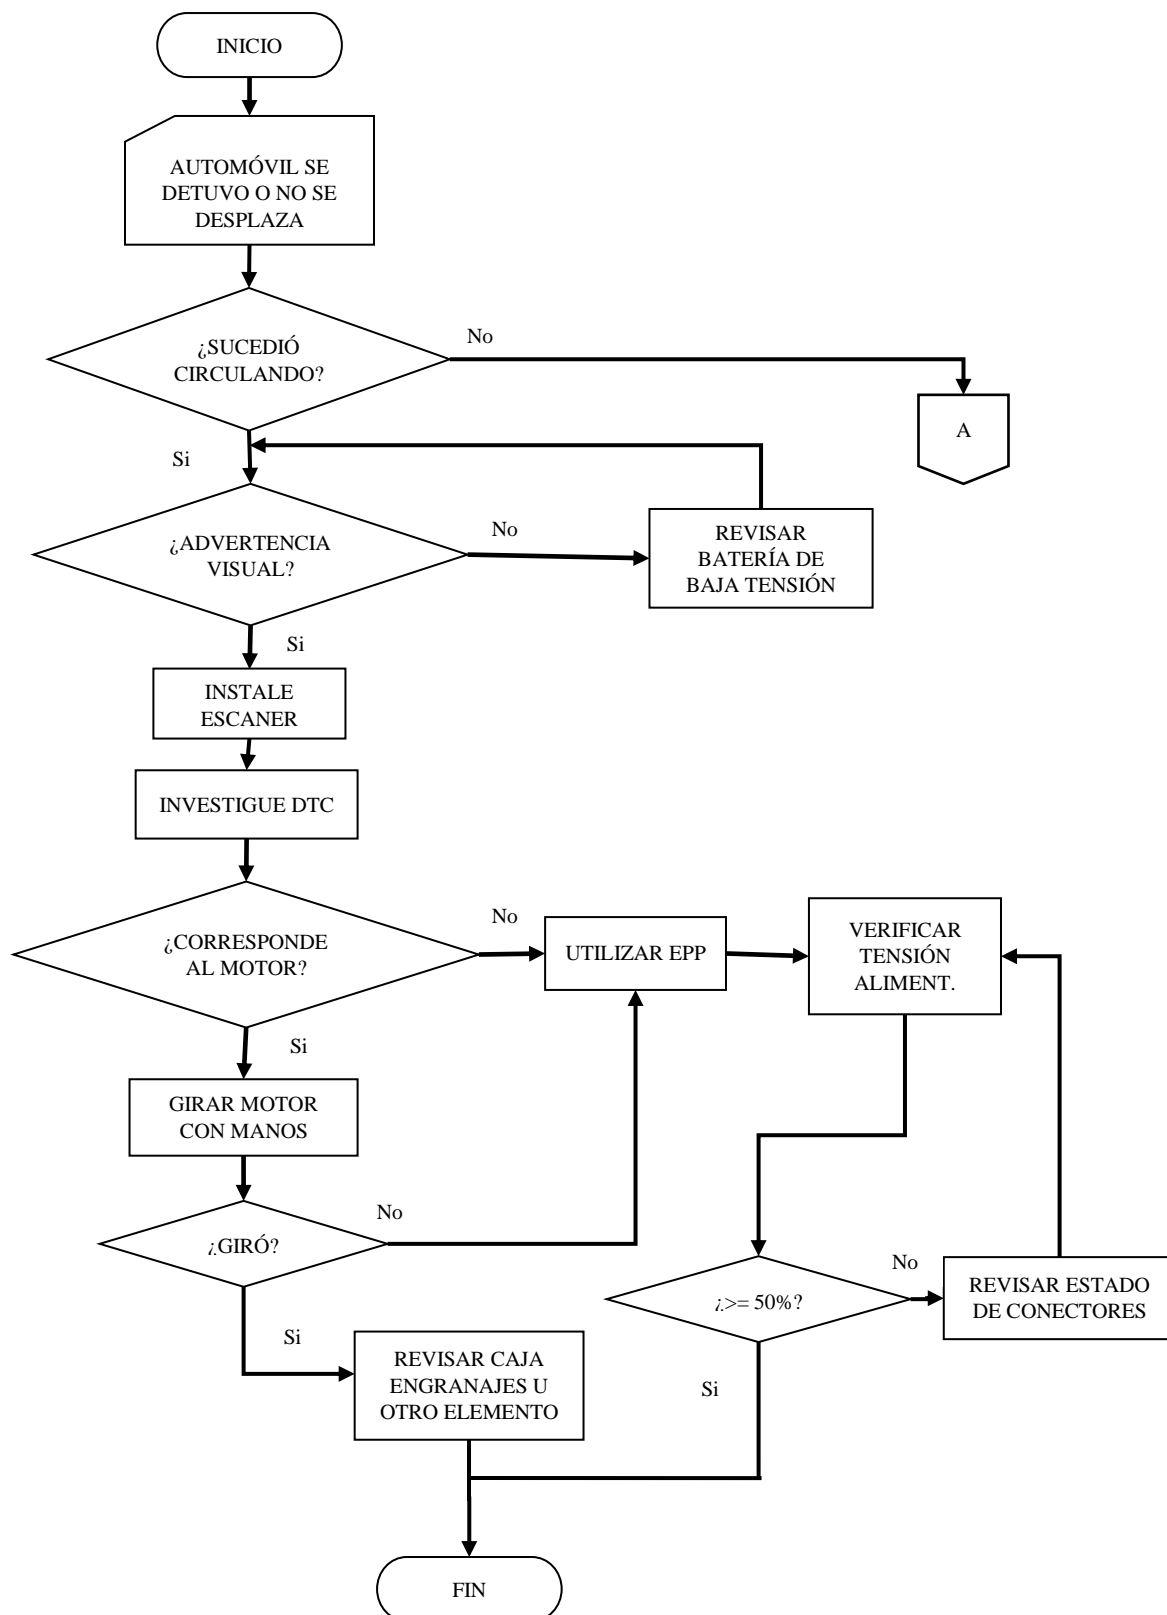 INICIO
AUTOMÓVIL SE
DETUVO O NO SE
DESPLAZA
¿SUCEDIÓ
CIRCULANDO?
No
A
Si
¿ADVERTENCIA
VISUAL?
No
REVISAR
BATERÍA DE
BAJA TENSIÓN
Si
INSTALE
ESCANER
INVESTIGUE DTC
¿CORRESPONDE
AL MOTOR?
No
UTILIZAR EPP
VERIFICAR
TENSIÓN
ALIMENT.
Si
GIRAR MOTOR
CON MANOS
¿GIRÓ?
No
¿>= 50%?
No
REVISAR ESTADO
DE CONECTORES
Si
REVISAR CAJA
ENGRANAJES U
OTRO ELEMENTO
Si
FIN